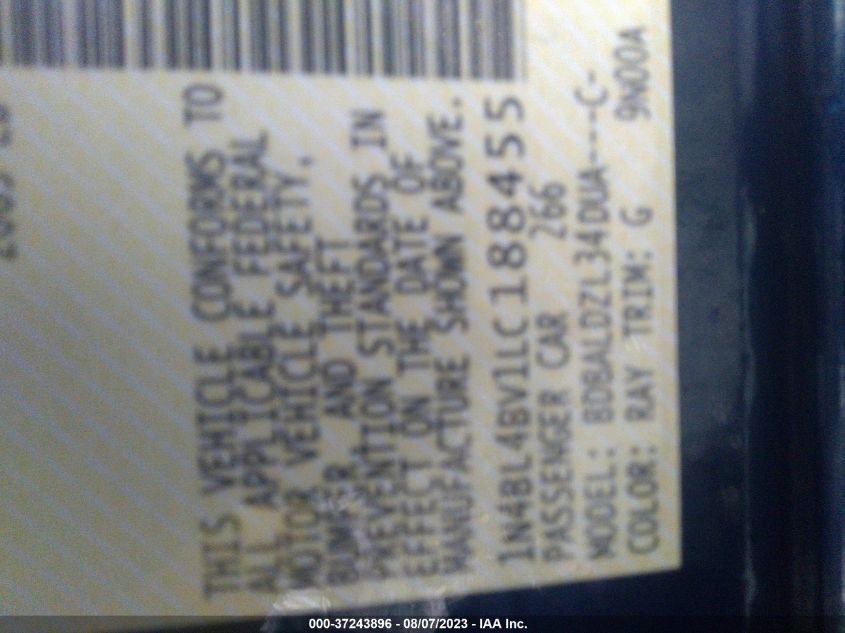 THIS VEHICLE CONFORMS TO
ALL APPLICABLE FEDERAL
MOTOR VEHICLE SAFETY,
BUMPER AND THEFT
PREVENTION STANDARDS IN
EFFECT ON THE DATE OF
MANUFACTURE SHOWN ABOVE.
1N4BL4BV1LC188455
PASSENGER CAR 266
MODEL: BDBALDZL34DUA----C-
COLOR: RAY TRIM: G 9N00A
000-37243896 - 08/07/2023 - IAA Inc.